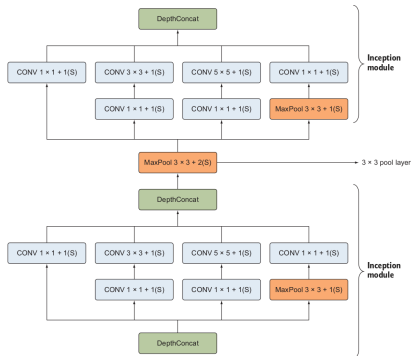 DepthConcat
Inception
module
CONV 1 × 1 + 1(S)
CONV 3 × 3 + 1(S)
CONV 5 × 5 + 1(S)
CONV 1 × 1 + 1(S)
CONV 1 × 1 + 1(S)
CONV 1 × 1 + 1(S)
MaxPool 3 × 3 + 1(S)
MaxPool 3 × 3 + 2(S)
3 × 3 pool layer
DepthConcat
CONV 1 × 1 + 1(S)
CONV 3 × 3 + 1(S)
CONV 5 × 5 + 1(S)
CONV 1 × 1 + 1(S)
Inception
module
CONV 1 × 1 + 1(S)
CONV 1 × 1 + 1(S)
MaxPool 3 × 3 + 1(S)
DepthConcat